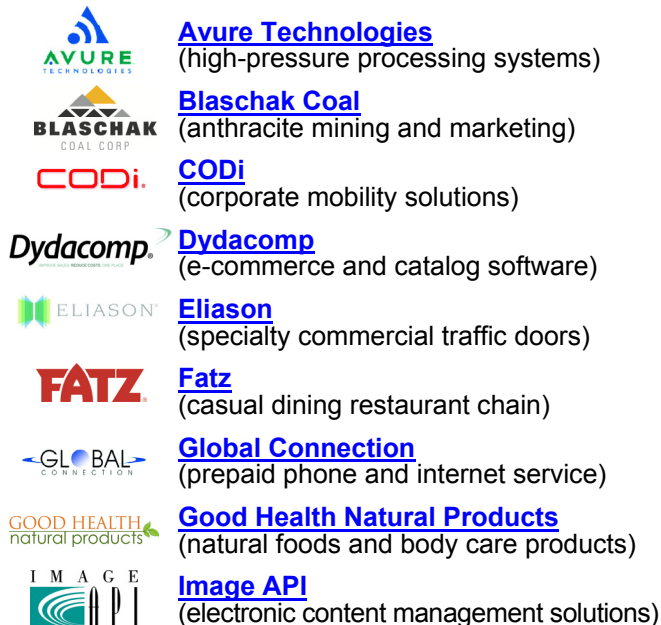 AVURE
TECHNOLOGIES
Avure Technologies
(high-pressure processing systems)
BLASCHAK
COAL CORP
Blaschak Coal
(anthracite mining and marketing)
CODi.
CODi
(corporate mobility solutions)
Dydacomp.
Dydacomp
(e-commerce and catalog software)
ELIASON®
Eliason
(specialty commercial traffic doors)
FATZ
Fatz
(casual dining restaurant chain)
GLOBAL
CONNECTION
Global Connection
(prepaid phone and internet service)
GOOD HEALTH
natural products
Good Health Natural Products
(natural foods and body care products)
IMAGE
API
Image API
(electronic content management solutions)